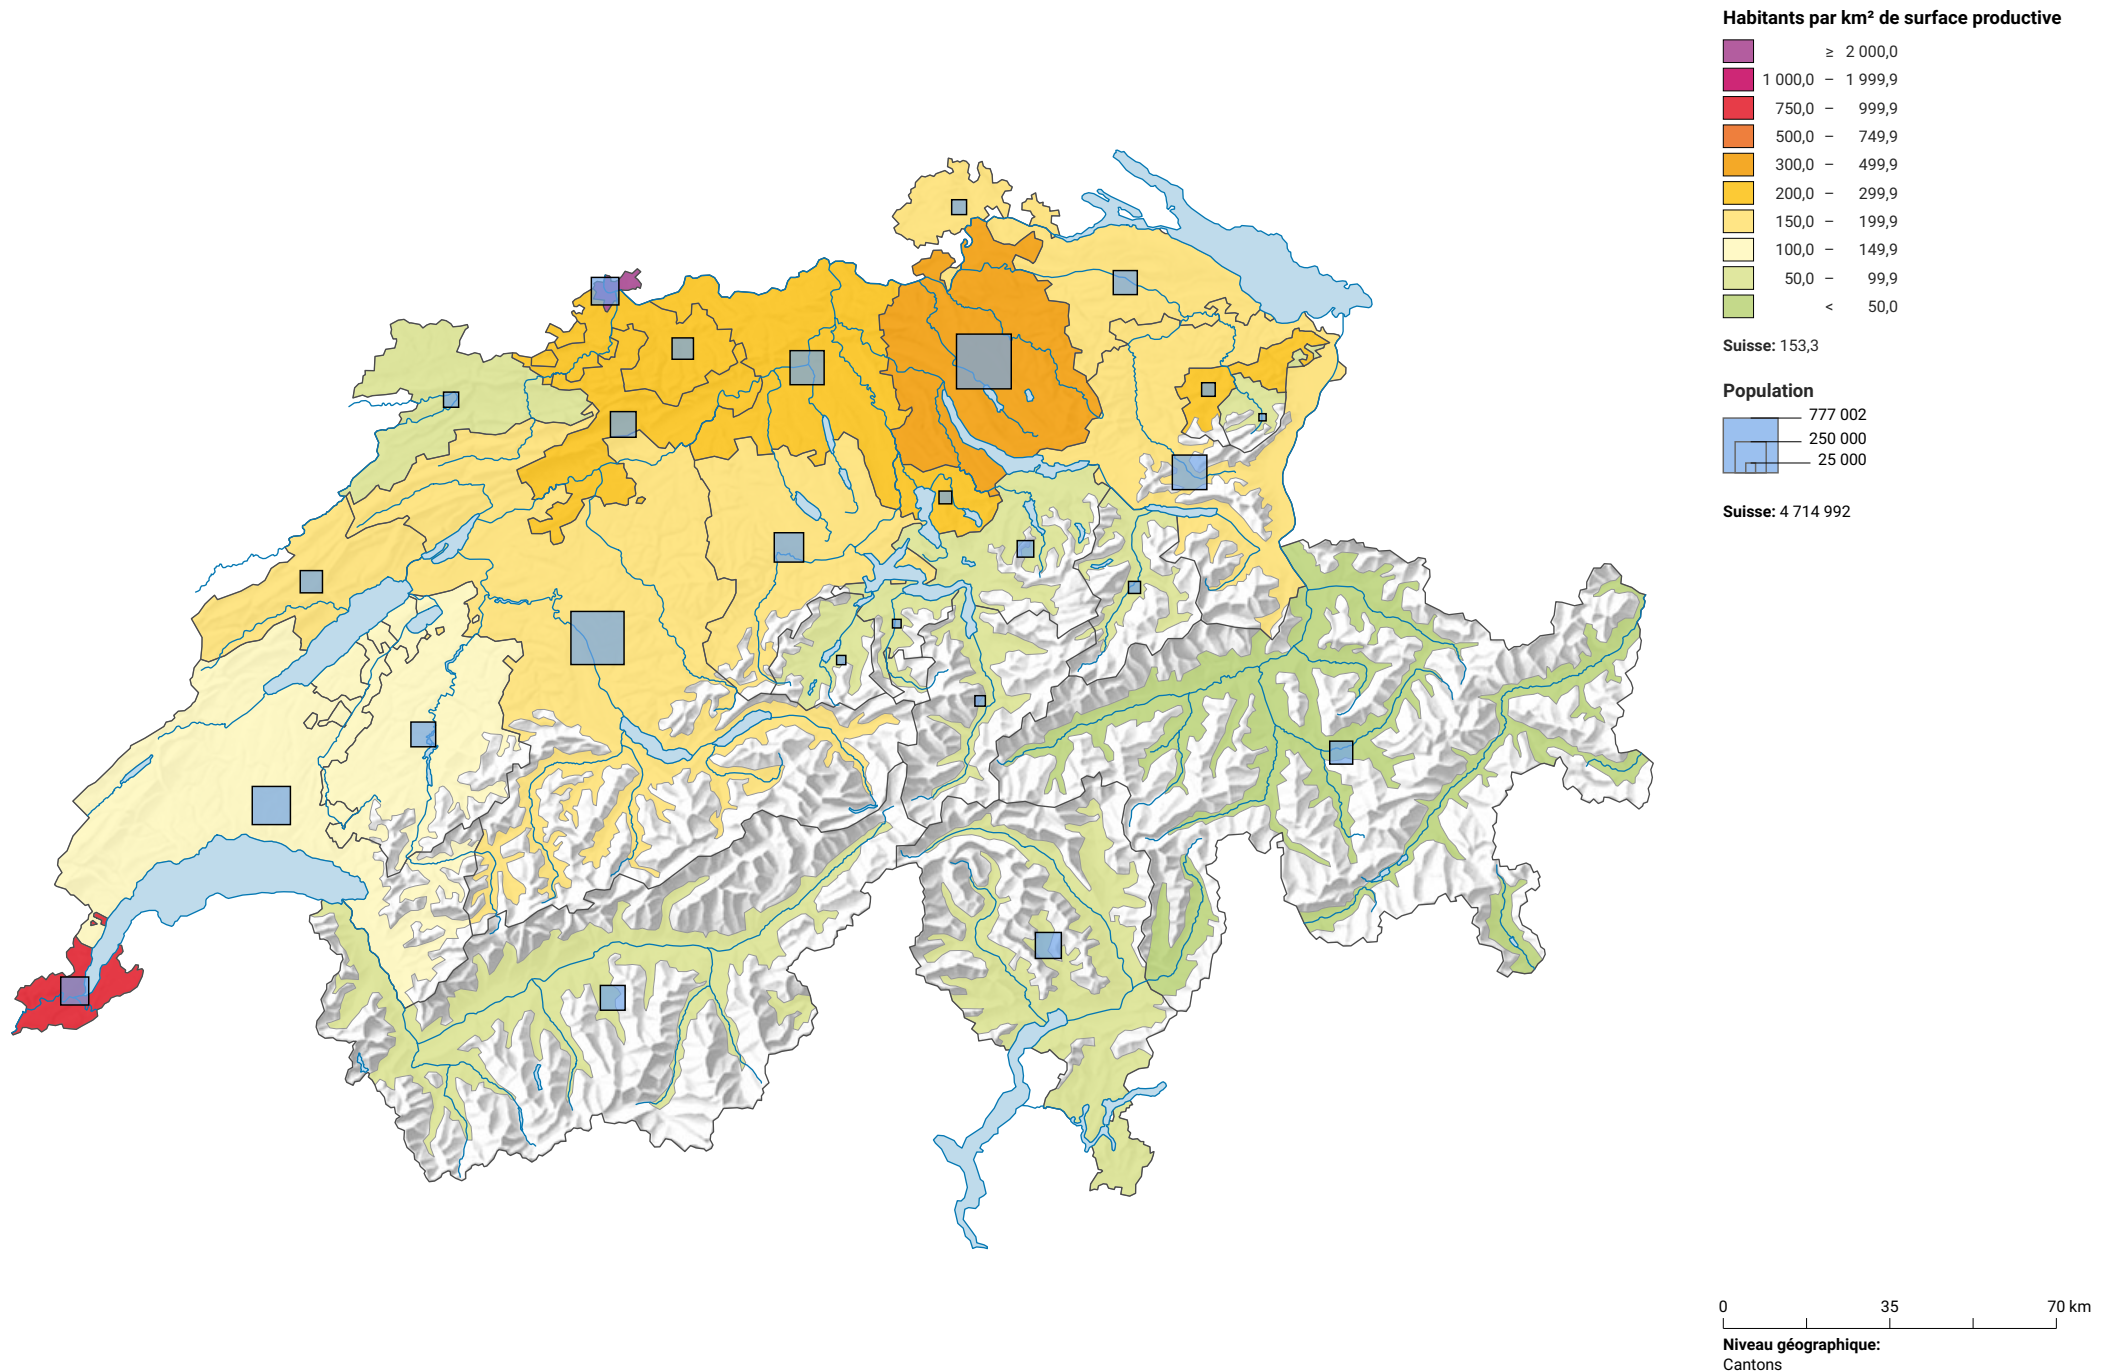 Habitants par km² de surface productive
≥ 2 000,0
1 000,0 – 1 999,9
750,0 – 999,9
500,0 – 749,9
300,0 – 499,9
200,0 – 299,9
150,0 – 199,9
100,0 – 149,9
50,0 – 99,9
< 50,0
Suisse: 153,3
Population
777 002
250 000
25 000
Suisse: 4 714 992
0 35 70 km
Niveau géographique:
Cantons